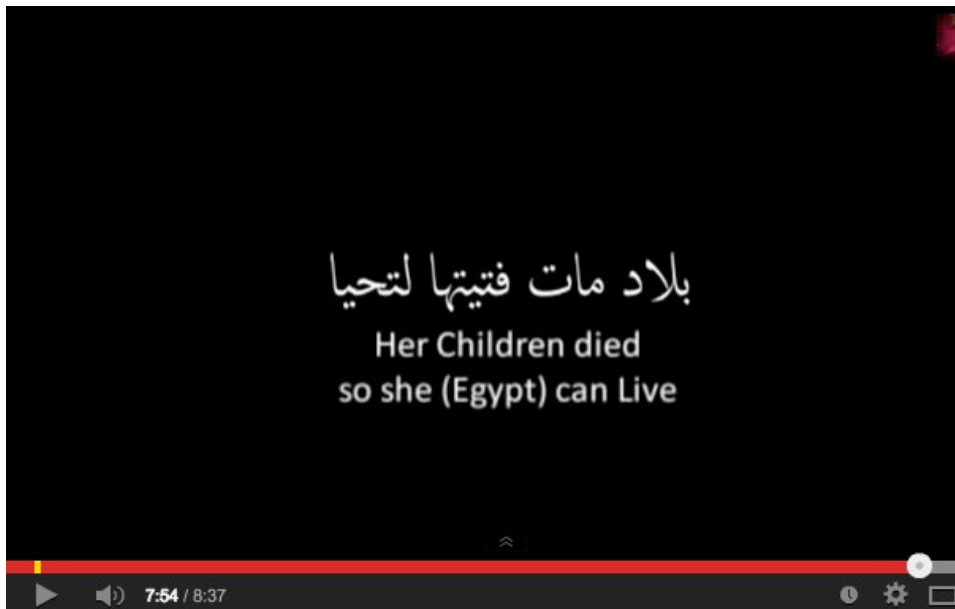 بلاد مات فتيتها لتحيا
Her Children died
so she (Egypt) can Live
7:54 / 8:37